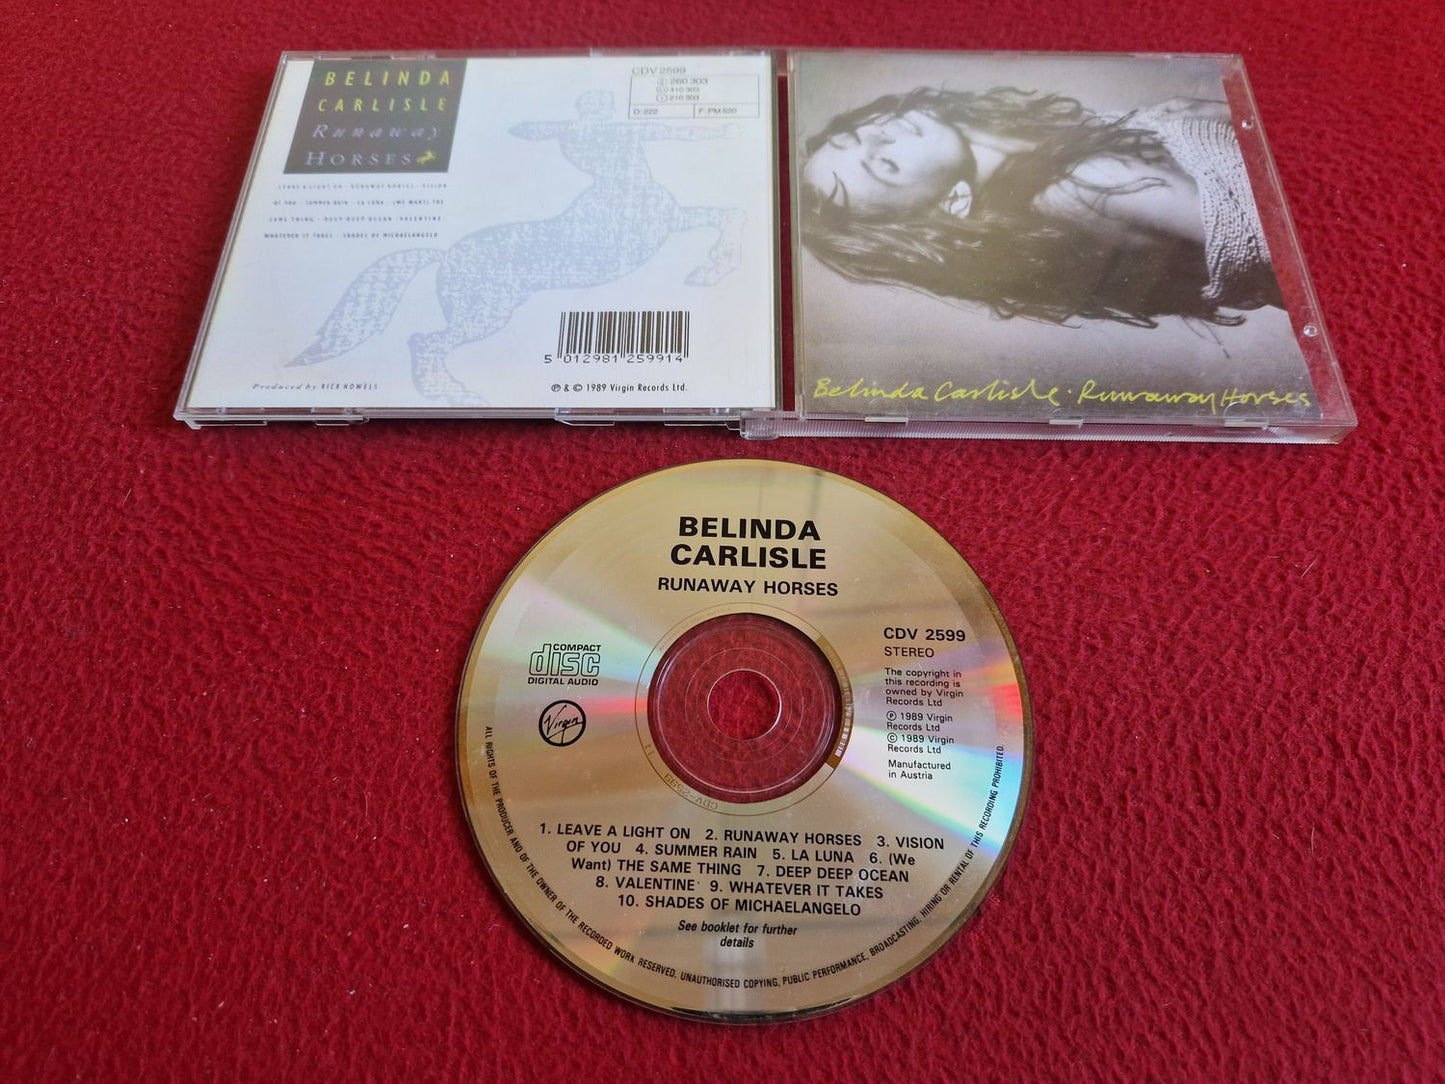 BELINDA
CARLISLE
Runaway
HORSES
LEAVE A LIGHT ON · RUNAWAY HORSES · VISION
OF YOU · SUMMER RAIN · LA LUNA · (WE WANT) THE
SAME THING · DEEP DEEP OCEAN · VALENTINE
WHATEVER IT TAKES · SHADES OF MICHAELANGELO
CDV 2599
260 303
410 303
210 303
D: 222
F: PM 520
5 012981 259914
Produced by RICK NOWELS
℗ & © 1989 Virgin Records Ltd.
Belinda Carlisle · Runaway Horses
BELINDA
CARLISLE
RUNAWAY HORSES
COMPACT
disc
DIGITAL AUDIO
Virgin
CDV 2599
STEREO
The copyright in
this recording is
owned by Virgin
Records Ltd
℗ 1989 Virgin
Records Ltd
© 1989 Virgin
Records Ltd
Manufactured
in Austria
CDV-2599 11
1. LEAVE A LIGHT ON 2. RUNAWAY HORSES 3. VISION
OF YOU 4. SUMMER RAIN 5. LA LUNA 6. (We
Want) THE SAME THING 7. DEEP DEEP OCEAN
8. VALENTINE 9. WHATEVER IT TAKES
10. SHADES OF MICHAELANGELO
See booklet for further
details
ALL RIGHTS OF THE PRODUCER AND OF THE OWNER OF THE RECORDED WORK RESERVED. UNAUTHORISED COPYING, PUBLIC PERFORMANCE, BROADCASTING, HIRING OR RENTAL OF THIS RECORDING PROHIBITED.